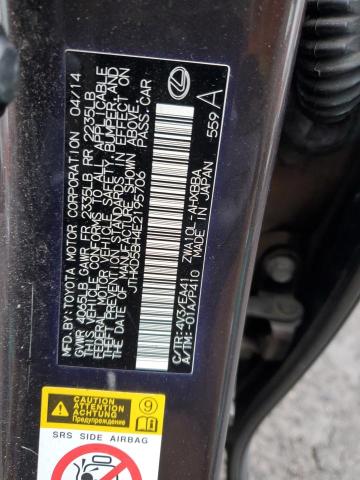 MFD.BY: TOYOTA MOTOR CORPORATION 04/14
GVWR 4065LB GAWR FR 2335LB RR 2235LB
THIS VEHICLE CONFORMS TO ALL APPLICABLE
FEDERAL MOTOR VEHICLE SAFETY, BUMPER, AND
THEFT PREVENTION STANDARDS IN EFFECT ON
THE DATE OF MANUFACTURE SHOWN ABOVE.
JTHKD5BH4E2195706 PASS.CAR
C/TR: 4V3/EK41 ZWA10L-AHXBBA
A/TM: -01A/P410 MADE IN JAPAN
559
A
CAUTION
ATTENTION
Предупреждение
9
SRS SIDE AIRBAG